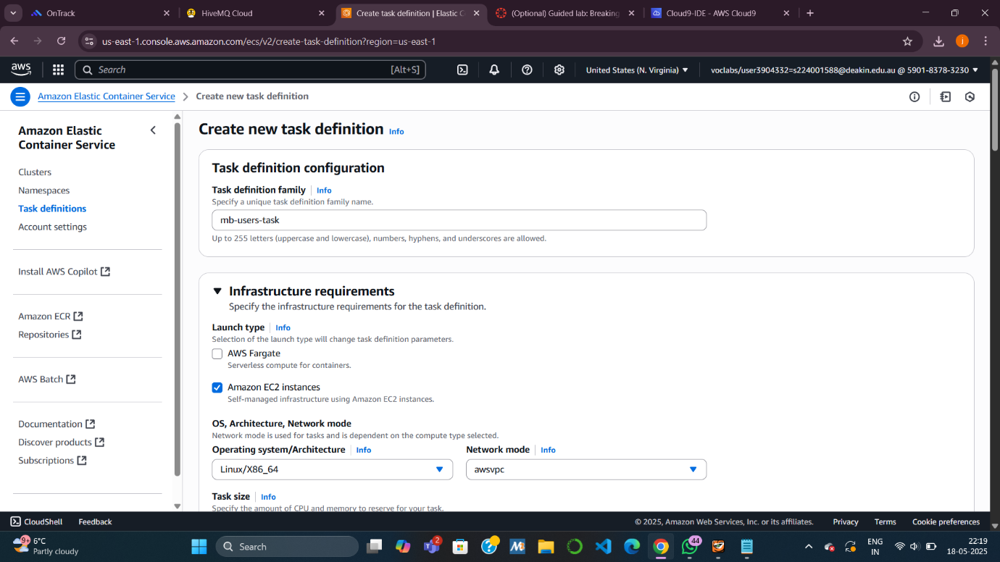 OnTrack
HiveMQ Cloud
Create task definition | Elastic C
(Optional) Guided lab: Breaking
Cloud9-IDE - AWS Cloud9
us-east-1.console.aws.amazon.com/ecs/v2/create-task-definition?region=us-east-1
j
aws
Search
[Alt+S]
United States (N. Virginia)
voclabs/user3904332=s224001588@deakin.edu.au @ 5901-8378-3230
Amazon Elastic Container Service
Create new task definition
Amazon Elastic
Container Service
Clusters
Namespaces
Task definitions
Account settings
Install AWS Copilot
Amazon ECR
Repositories
AWS Batch
Documentation
Discover products
Subscriptions
Create new task definition Info
Task definition configuration
Task definition family Info
Specify a unique task definition family name.
mb-users-task
Up to 255 letters (uppercase and lowercase), numbers, hyphens, and underscores are allowed.
Infrastructure requirements
Specify the infrastructure requirements for the task definition.
Launch type Info
Selection of the launch type will change task definition parameters.
AWS Fargate
Serverless compute for containers.
Amazon EC2 instances
Self-managed infrastructure using Amazon EC2 instances.
OS, Architecture, Network mode
Network mode is used for tasks and is dependent on the compute type selected.
Operating system/Architecture Info
Network mode Info
Linux/X86_64
awsvpc
Task size Info
Specify the amount of CPU and memory to reserve for your task.
CloudShell
Feedback
© 2025, Amazon Web Services, Inc. or its affiliates.
Privacy
Terms
Cookie preferences
9+
6°C
Partly cloudy
Search
2
44
ENG
IN
22:19
18-05-2025